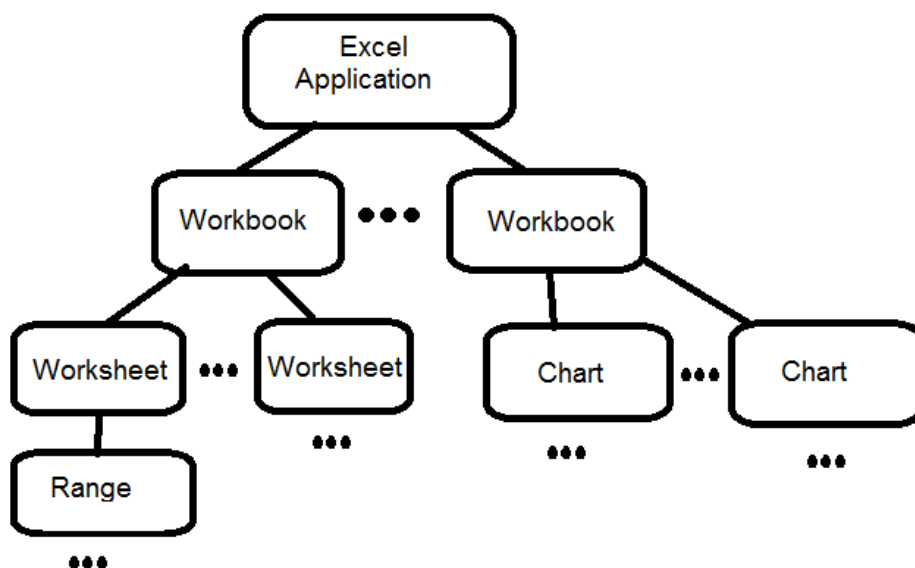 Excel
Application
Workbook
Workbook
Worksheet
Worksheet
Chart
Chart
Range